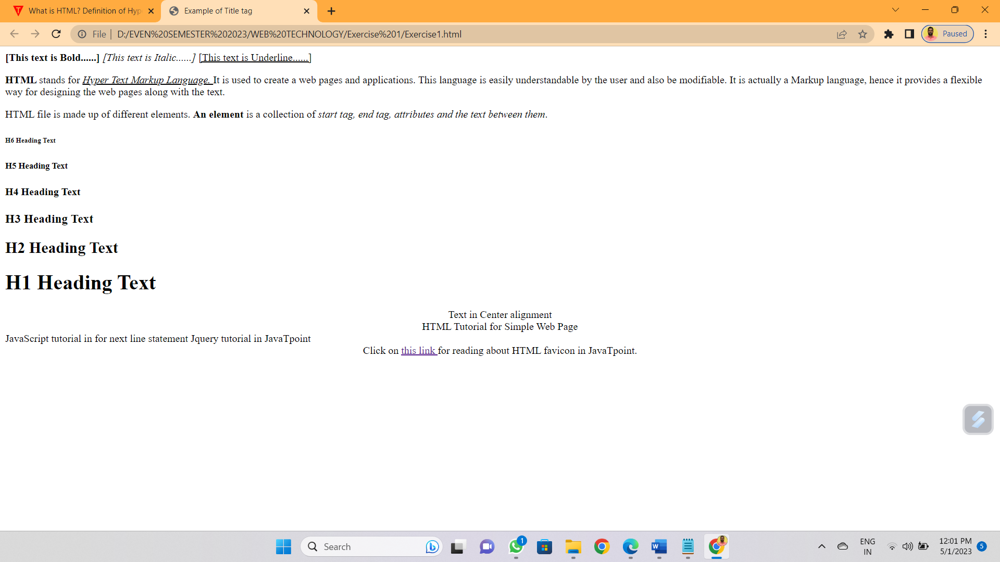 What is HTML? Definition of Hyp
Example of Title tag
File
D:/EVEN%20SEMESTER%202023/WEB%20TECHNOLOGY/Exercise%201/Exercise1.html
Paused
[This text is Bold......] [This text is Italic......] [This text is Underline......]
HTML stands for Hyper Text Markup Language. It is used to create a web pages and applications. This language is easily understandable by the user and also be modifiable. It is actually a Markup language, hence it provides a flexible
way for designing the web pages along with the text.
HTML file is made up of different elements. An element is a collection of start tag, end tag, attributes and the text between them.
H6 Heading Text
H5 Heading Text
H4 Heading Text
H3 Heading Text
H2 Heading Text
H1 Heading Text
Text in Center alignment
HTML Tutorial for Simple Web Page
JavaScript tutorial in for next line statement Jquery tutorial in JavaTpoint
Click on this link for reading about HTML favicon in JavaTpoint.
Search
1
W
ENG
IN
12:01 PM
5/1/2023
5